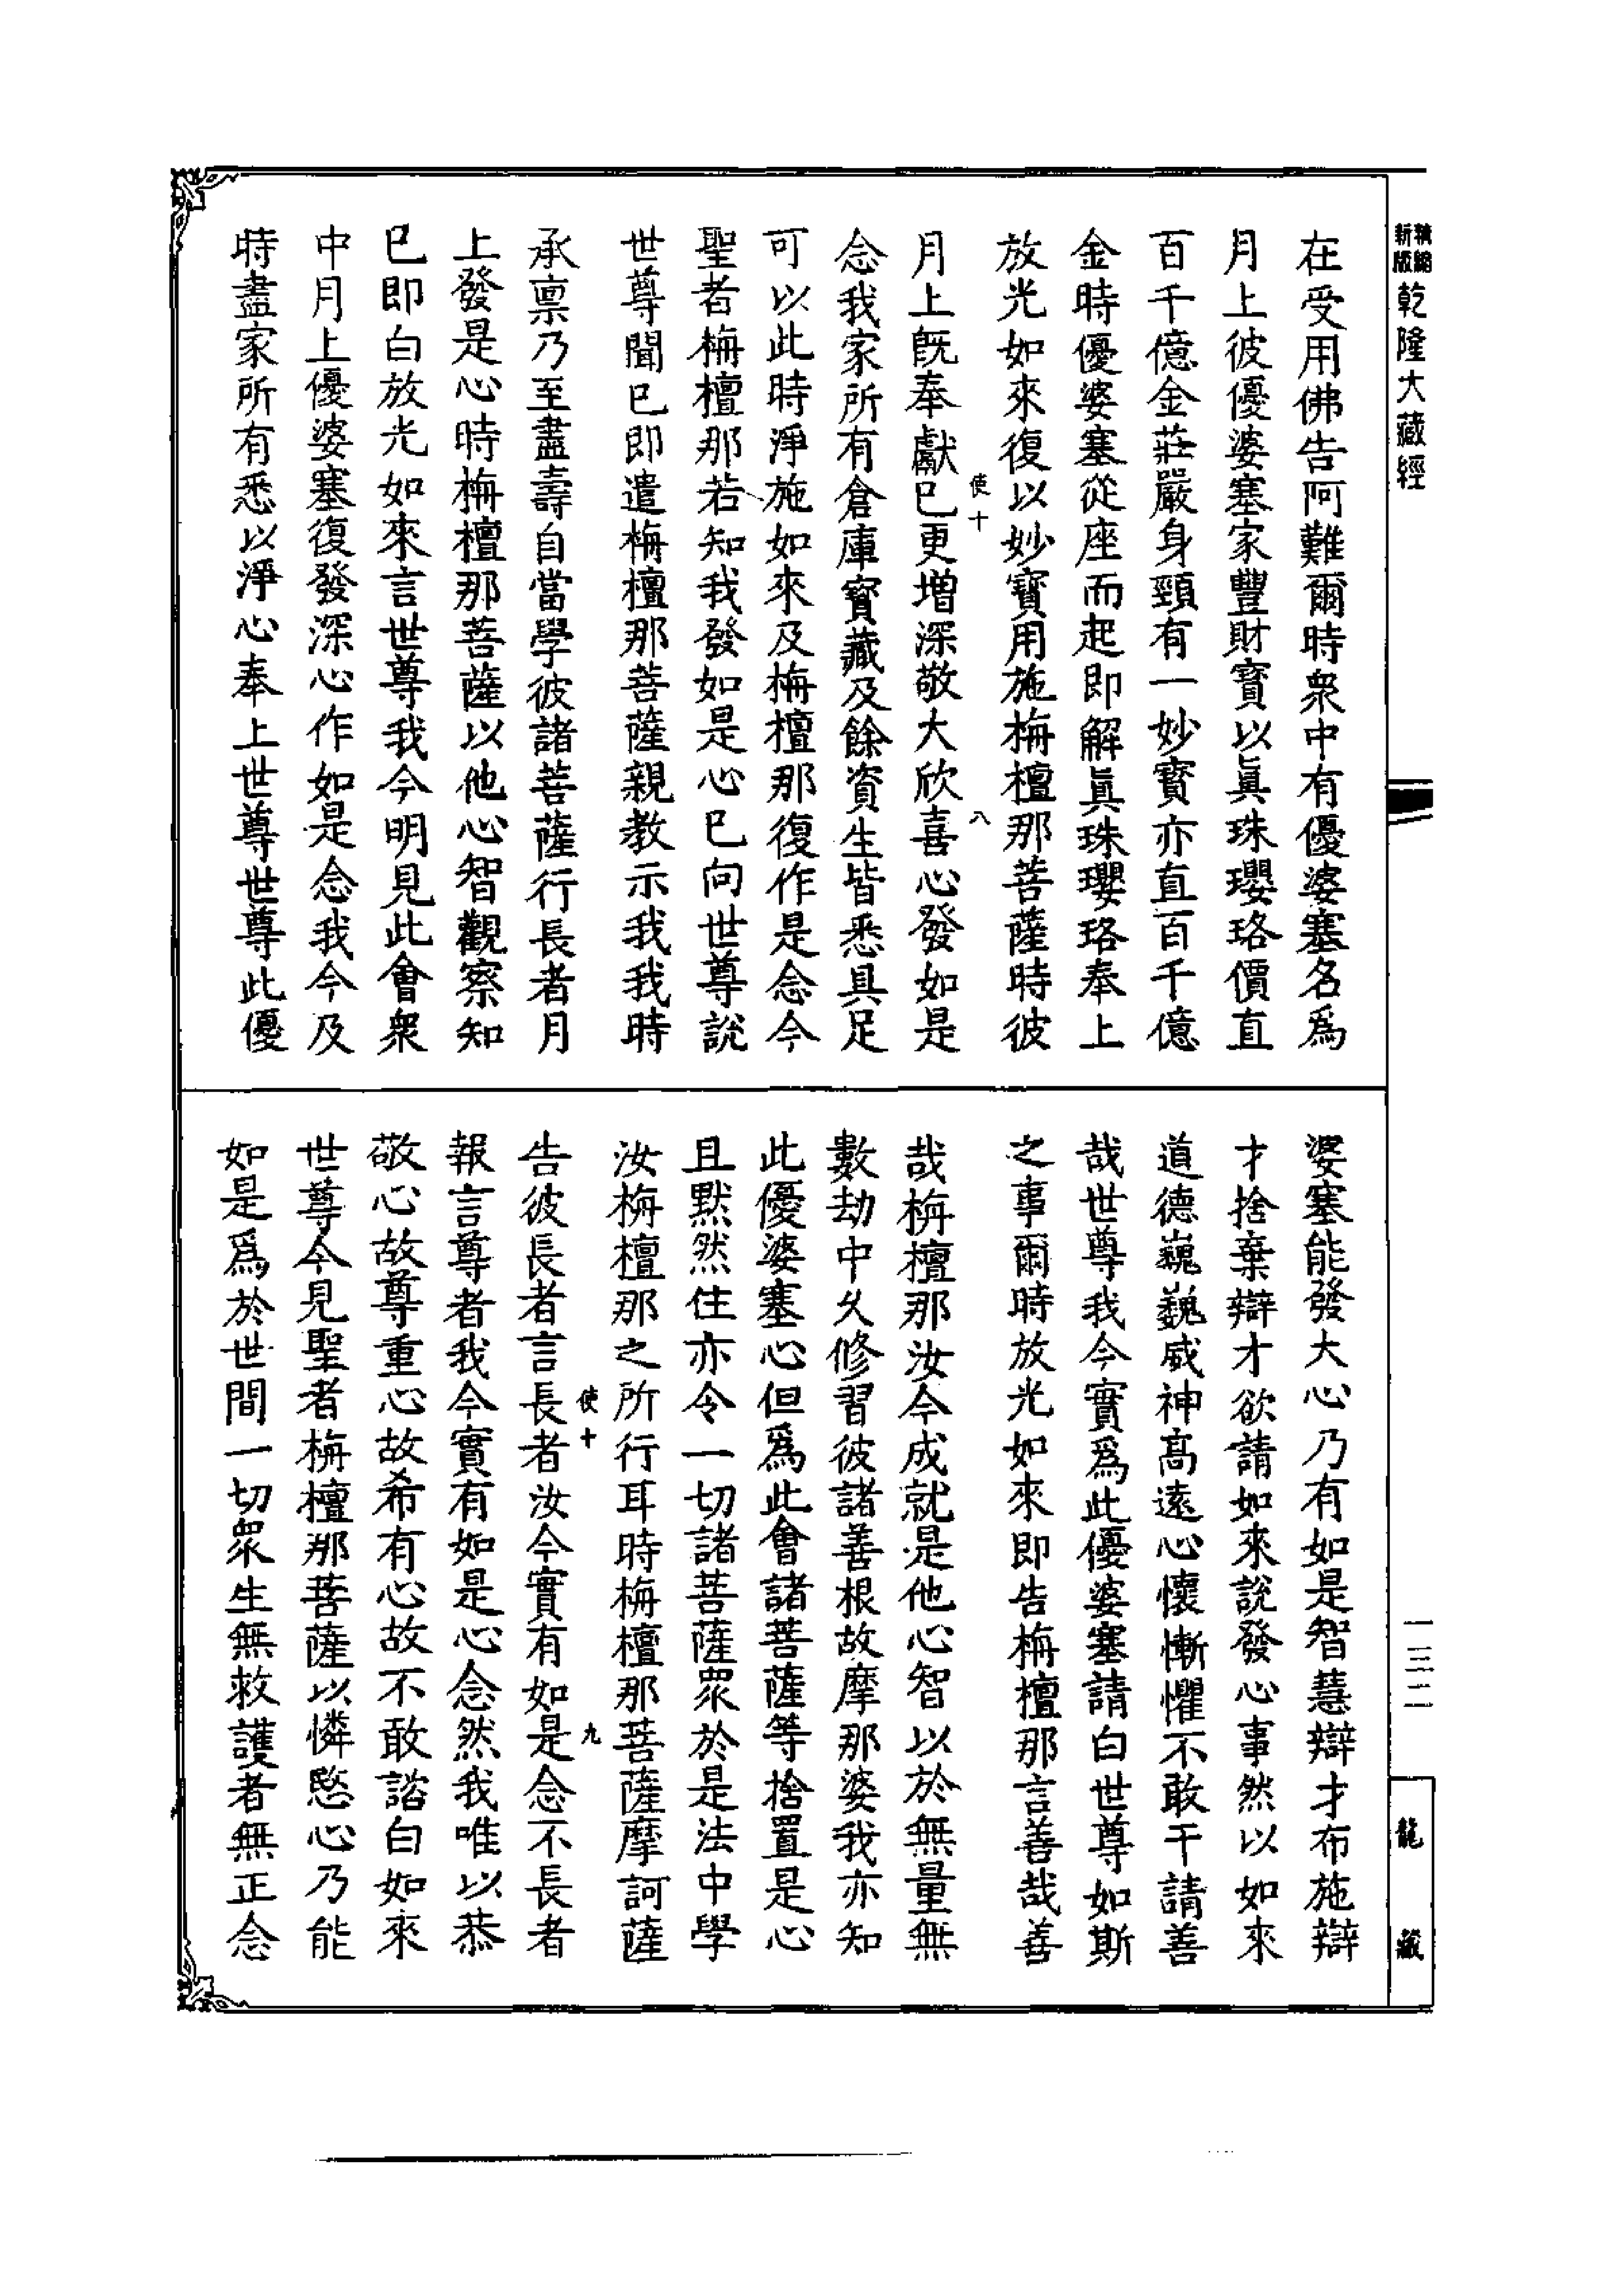 新版精縮乾隆大藏經
一三二
龍藏
在受用佛告阿難爾時衆中有優婆塞名爲
月上彼優婆塞家豐財寶以眞珠瓔珞價直
百千億金莊嚴身頸有一妙寶亦直百千億
金時優婆塞從座而起即解眞珠瓔珞奉上
放光如來復以妙寶用施栴檀那菩薩時彼
使十 八
月上旣奉獻已更增深敬大欣喜心發如是
念我家所有倉庫寶藏及餘資生皆悉具足
可以此時淨施如來及栴檀那復作是念今
聖者栴檀那若知我發如是心已向世尊說
世尊聞已即遣栴檀那菩薩親教示我我時
承稟乃至盡壽自當學彼諸菩薩行長者月
上發是心時栴檀那菩薩以他心智觀察知
已即白放光如來言世尊我今明見此會衆
中月上優婆塞復發深心作如是念我今及
時盡家所有悉以淨心奉上世尊世尊此優
婆塞能發大心乃有如是智慧辯才布施辯
才捨棄辯才欲請如來說發心事然以如來
道德巍巍威神高遠心懷慚懼不敢干請善
哉世尊我今實爲此優婆塞請白世尊如斯
之事爾時放光如來即告栴檀那言善哉善
哉栴檀那汝今成就是他心智以於無量無
數劫中久修習彼諸善根故摩那婆我亦知
此優婆塞心但爲此會諸菩薩等捨置是心
且默然住亦令一切諸菩薩衆於是法中學
汝栴檀那之所行耳時栴檀那菩薩摩訶薩
使十 九
告彼長者言長者汝今實有如是念不長者
報言尊者我今實有如是心念然我唯以恭
敬心故尊重心故希有心故不敢諮白如來
世尊今見聖者栴檀那菩薩以憐愍心乃能
如是爲於世間一切衆生無救護者無正念